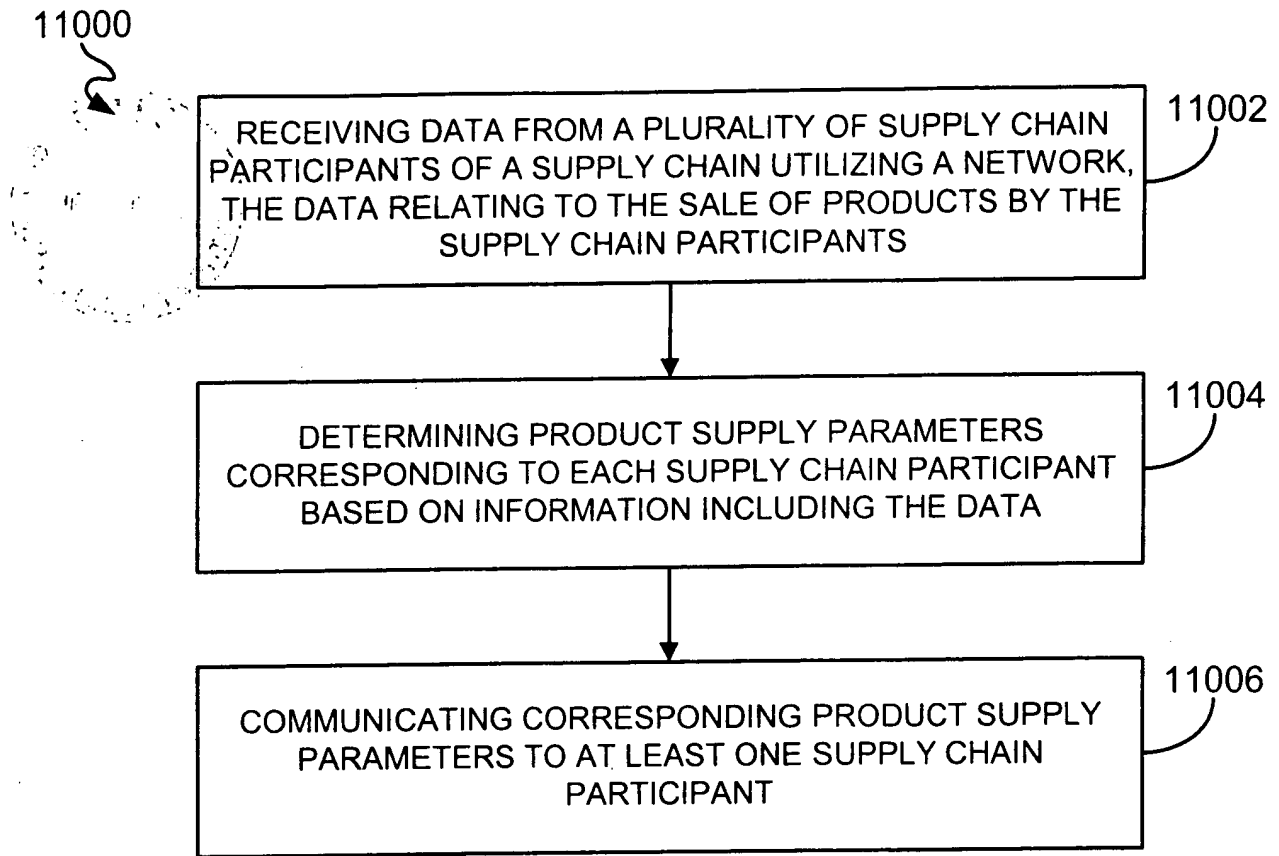 11000
11002
RECEIVING DATA FROM A PLURALITY OF SUPPLY CHAIN
PARTICIPANTS OF A SUPPLY CHAIN UTILIZING A NETWORK,
THE DATA RELATING TO THE SALE OF PRODUCTS BY THE
SUPPLY CHAIN PARTICIPANTS
11004
DETERMINING PRODUCT SUPPLY PARAMETERS
CORRESPONDING TO EACH SUPPLY CHAIN PARTICIPANT
BASED ON INFORMATION INCLUDING THE DATA
11006
COMMUNICATING CORRESPONDING PRODUCT SUPPLY
PARAMETERS TO AT LEAST ONE SUPPLY CHAIN
PARTICIPANT